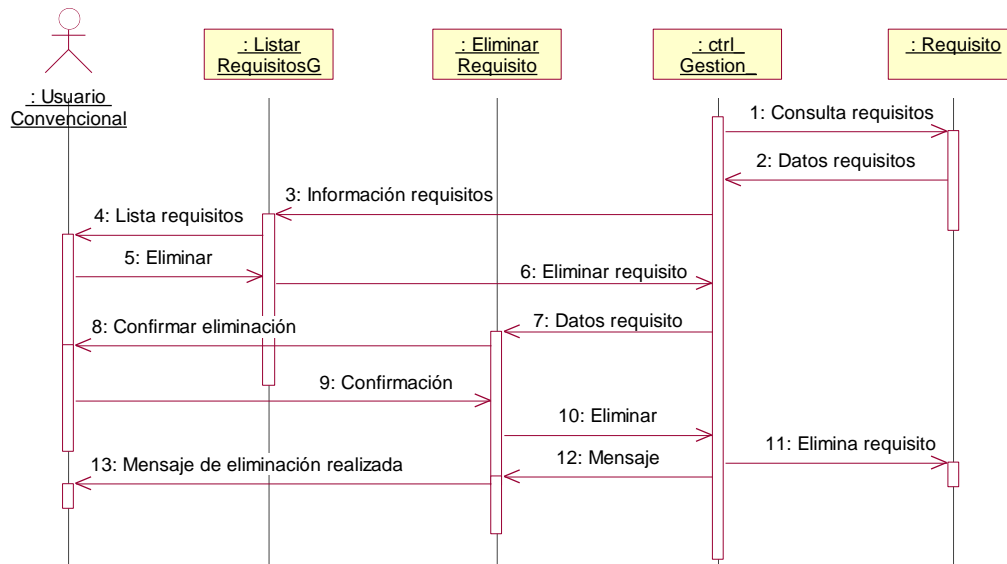 : Listar
RequisitosG
: Eliminar
Requisito
: ctrl
Gestion_
: Requisito
: Usuario
Convencional
1: Consulta requisitos
2: Datos requisitos
3: Información requisitos
4: Lista requisitos
5: Eliminar
6: Eliminar requisito
7: Datos requisito
8: Confirmar eliminación
9: Confirmación
10: Eliminar
11: Elimina requisito
12: Mensaje
13: Mensaje de eliminación realizada